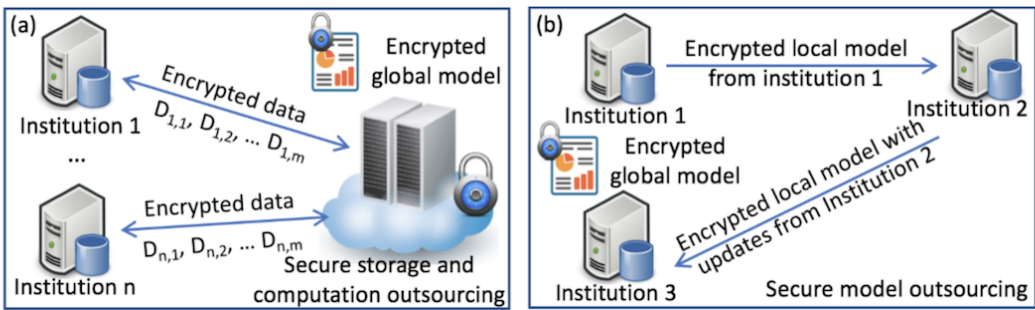 (a)
Encrypted
global model
Encrypted data
D1,1, D1,2, ... D1,m
Institution 1
...
Encrypted data
Dn,1, Dn,2, ... Dn,m
Institution n
Secure storage and
computation outsourcing
(b)
Encrypted local model
from institution 1
Institution 1
Institution 2
Encrypted
global model
Encrypted local model with
updates from Institution 2
Institution 3
Secure model outsourcing